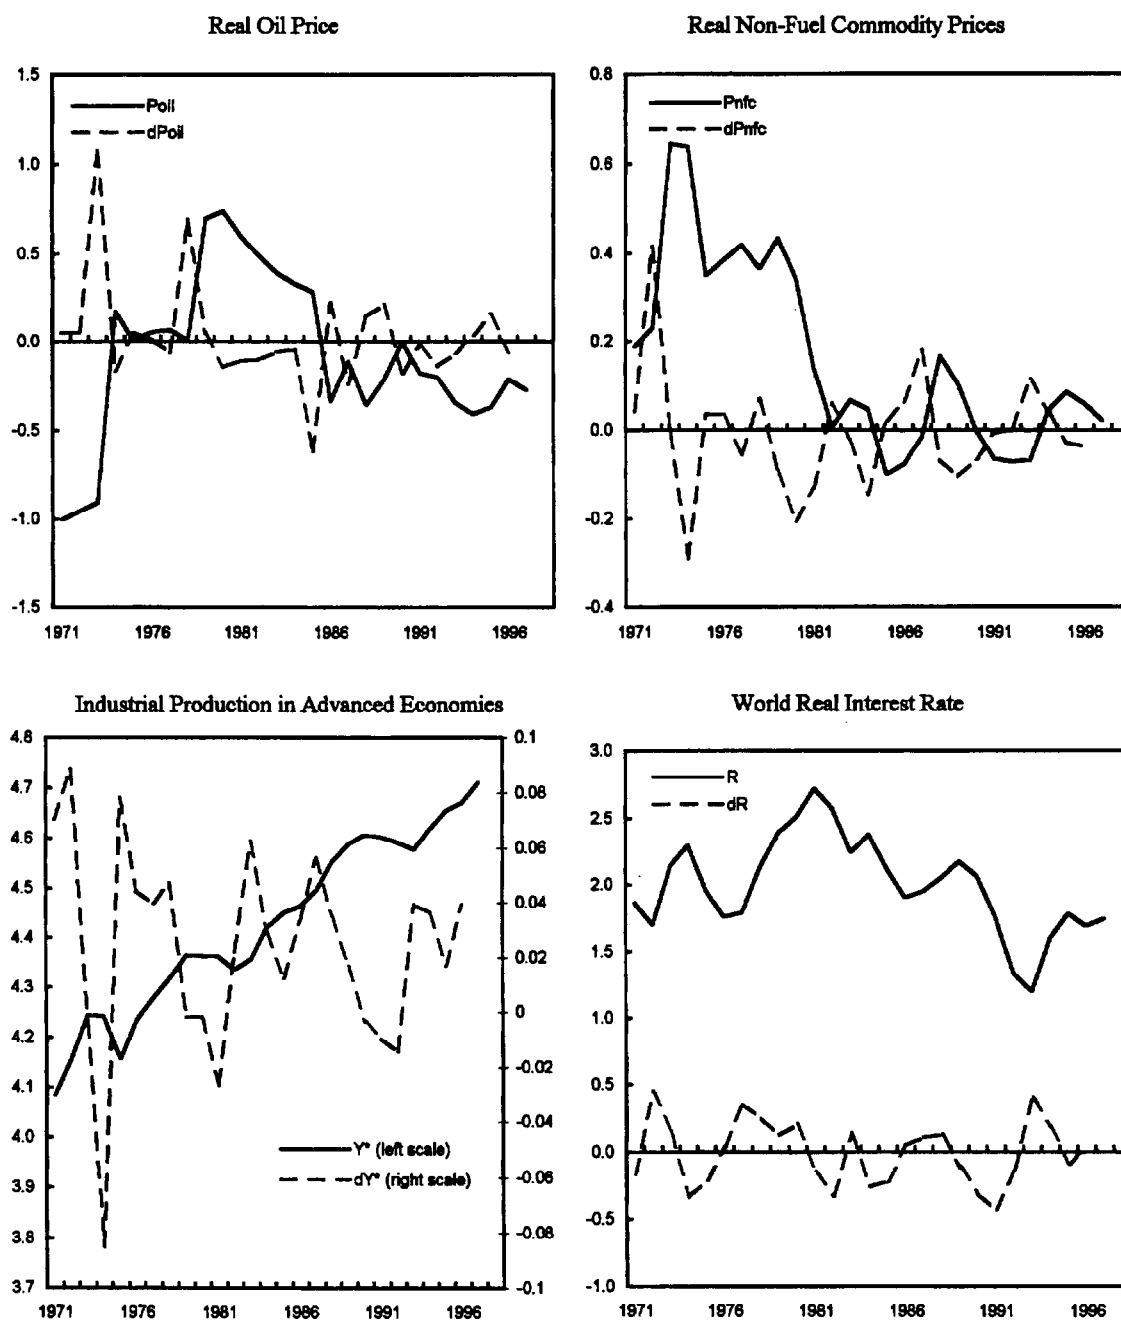 Real Oil Price
1.5
1.0
0.5
0.0
-0.5
-1.0
-1.5
Poil
dPoil
1971 1976 1981 1986 1991 1996
Real Non-Fuel Commodity Prices
0.8
0.6
0.4
0.2
0.0
-0.2
-0.4
Pnfc
dPnfc
1971 1976 1981 1986 1991 1996
Industrial Production in Advanced Economies
4.8
4.7
4.6
4.5
4.4
4.3
4.2
4.1
4.0
3.9
3.8
3.7
0.1
0.08
0.06
0.04
0.02
0
-0.02
-0.04
-0.06
-0.08
-0.1
Y* (left scale)
dY* (right scale)
1971 1976 1981 1986 1991 1996
World Real Interest Rate
3.0
2.5
2.0
1.5
1.0
0.5
0.0
-0.5
-1.0
R
dR
1971 1976 1981 1986 1991 1996